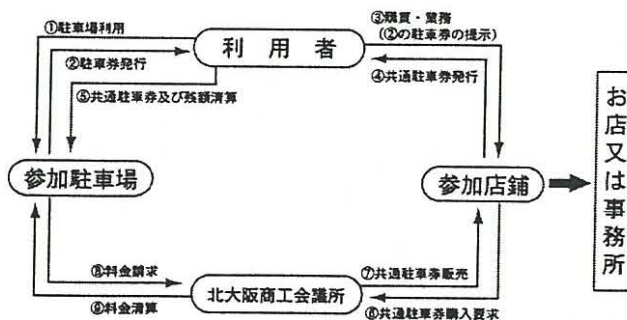 ①駐車場利用
②駐車券発行
利用者
③購買・業務
(②の駐車券の提示)
④共通駐車券発行
⑤共通駐車券及び残額清算
参加駐車場
参加店舗
お店又は事務所
⑧料金請求
⑨料金清算
北大阪商工会議所
⑦共通駐車券販売
⑥共通駐車券購入要求